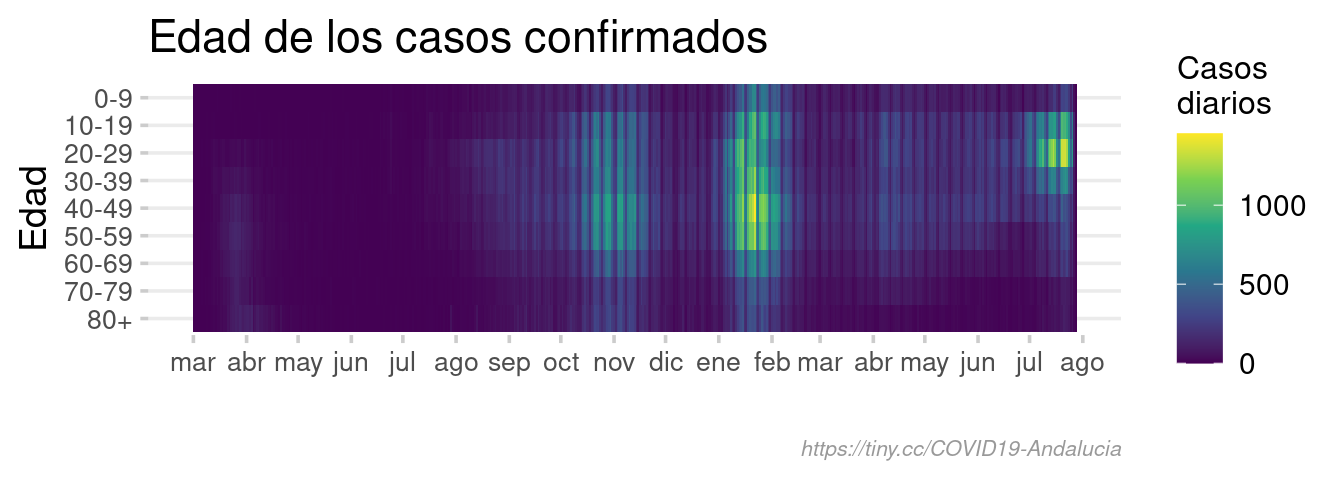 Edad de los casos confirmados
Casos
diarios
1000
500
0
Edad
0-9
10-19
20-29
30-39
40-49
50-59
60-69
70-79
80+
mar abr may jun jul ago sep oct nov dic ene feb mar abr may jun jul ago
https://tiny.cc/COVID19-Andalucia